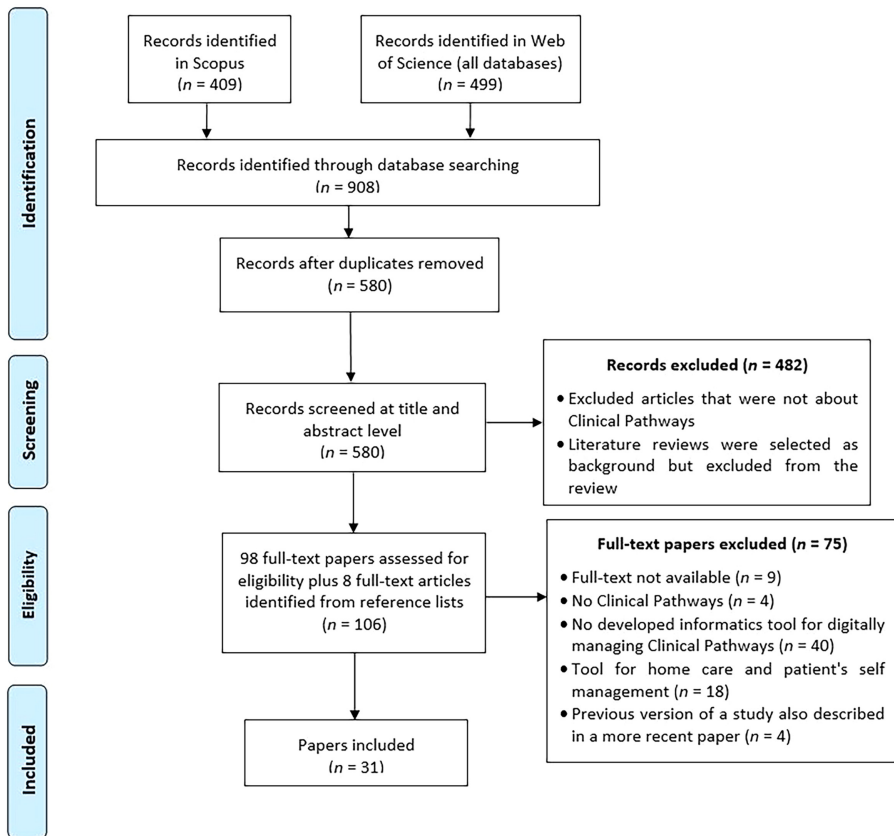 Identification
Records identified
in Scopus
(n = 409)
Records identified in Web
of Science (all databases)
(n = 499)
Records identified through database searching
(n = 908)
Records after duplicates removed
(n = 580)
Screening
Records screened at title and
abstract level
(n = 580)
Records excluded (n = 482)
• Excluded articles that were not about
Clinical Pathways
• Literature reviews were selected as
background but excluded from the
review
Eligibility
98 full-text papers assessed for
eligibility plus 8 full-text articles
identified from reference lists
(n = 106)
Full-text papers excluded (n = 75)
• Full-text not available (n = 9)
• No Clinical Pathways (n = 4)
• No developed informatics tool for digitally
managing Clinical Pathways (n = 40)
• Tool for home care and patient's self
management (n = 18)
• Previous version of a study also described
in a more recent paper (n = 4)
Included
Papers included
(n = 31)